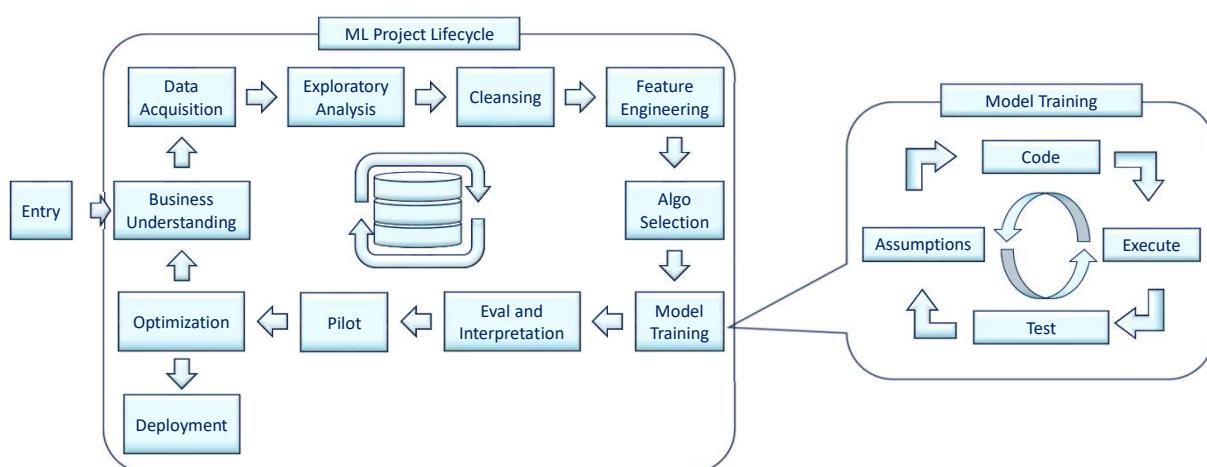 ML Project Lifecycle
Data
Acquisition
Exploratory
Analysis
Cleansing
Feature
Engineering
Model Training
Code
Entry
Business
Understanding
Algo
Selection
Assumptions
Execute
Optimization
Pilot
Eval and
Interpretation
Model
Training
Test
Deployment